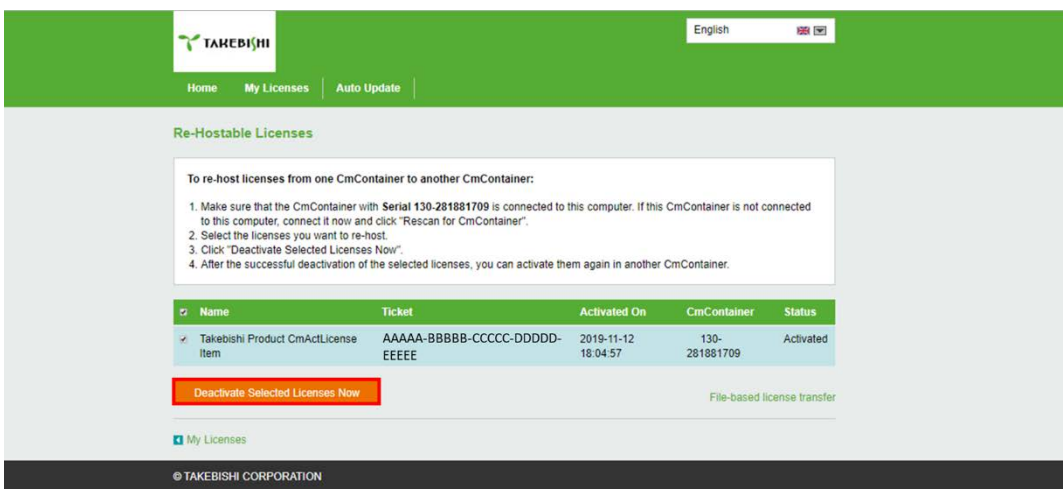 TAKEBISHI
English
Home My Licenses Auto Update
Re-Hostable Licenses
To re-host licenses from one CmContainer to another CmContainer:
1. Make sure that the CmContainer with Serial 130-281881709 is connected to this computer. If this CmContainer is not connected
to this computer, connect it now and click "Rescan for CmContainer".
2. Select the licenses you want to re-host.
3. Click "Deactivate Selected Licenses Now".
4. After the successful deactivation of the selected licenses, you can activate them again in another CmContainer.
Name Ticket Activated On CmContainer Status
Takebishi Product CmActLicense AAAAA-BBBBB-CCCCC-DDDDD- 2019-11-12 130- Activated
Item EEEEE 18:04:57 281881709
Deactivate Selected Licenses Now
File-based license transfer
My Licenses
© TAKEBISHI CORPORATION